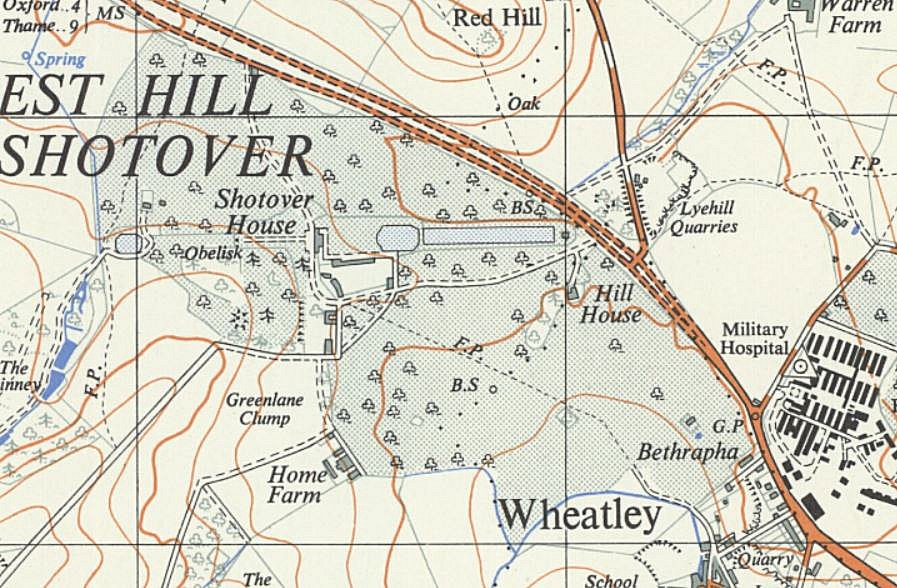 Oxford..4
Thame..9
MS
Red Hill
Warren
Farm
Spring
F.P.
EST HILL
Oak
SHOTOVER
F.P.
Shotover
House
BS
Lyehill
Quarries
Obelisk
Hill
House
Military
Hospital
F.P.
The
inney
F.P.
B.S
Greenlane
Clump
G.P
Bethrapha
Home
Farm
Wheatley
Quarry
The
School